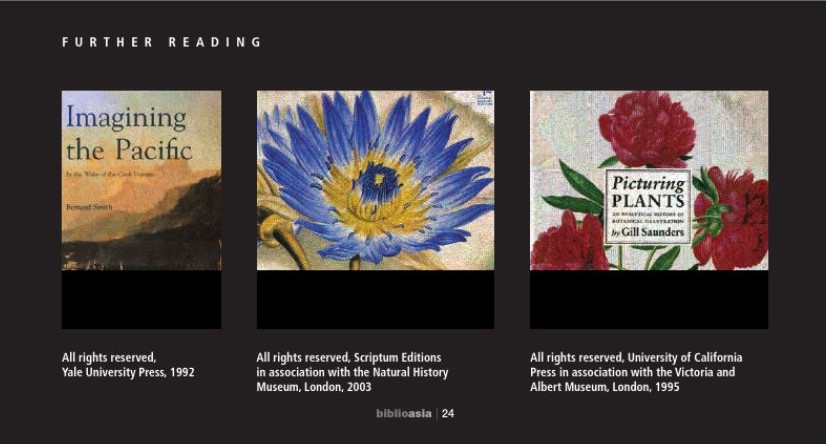 FURTHER READING
Imagining
the Pacific
In the Wake of the Cook Voyages
Bernard Smith
Picturing
PLANTS
AN ANALYTICAL HISTORY OF
BOTANICAL ILLUSTRATION
by Gill Saunders
All rights reserved,
Yale University Press, 1992
All rights reserved, Scriptum Editions
in association with the Natural History
Museum, London, 2003
All rights reserved, University of California
Press in association with the Victoria and
Albert Museum, London, 1995
biblioasia | 24